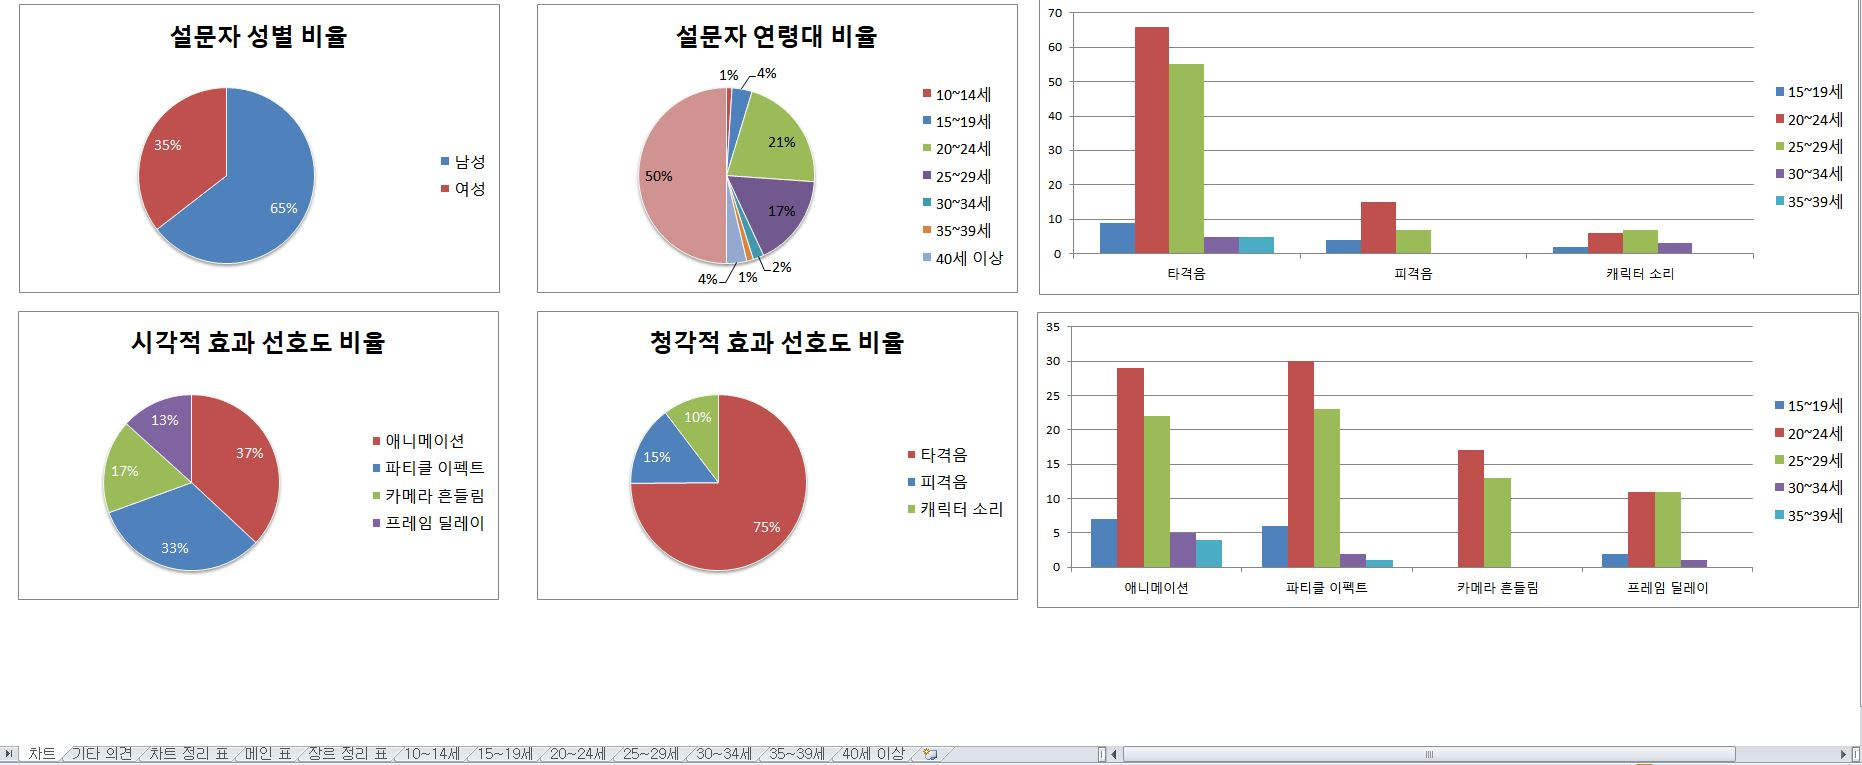 설문자 성별 비율
35%
65%
남성
여성
설문자 연령대 비율
1%
4%
21%
50%
17%
2%
1%
4%
10~14세
15~19세
20~24세
25~29세
30~34세
35~39세
40세 이상
70
60
50
40
30
20
10
0
타격음 피격음 캐릭터 소리
15~19세
20~24세
25~29세
30~34세
35~39세
시각적 효과 선호도 비율
13%
37%
17%
33%
애니메이션
파티클 이펙트
카메라 흔들림
프레임 딜레이
청각적 효과 선호도 비율
10%
15%
75%
타격음
피격음
캐릭터 소리
35
30
25
20
15
10
5
0
애니메이션 파티클 이펙트 카메라 흔들림 프레임 딜레이
15~19세
20~24세
25~29세
30~34세
35~39세
차트 기타 의견 차트 정리 표 메인 표 장르 정리 표 10~14세 15~19세 20~24세 25~29세 30~34세 35~39세 40세 이상